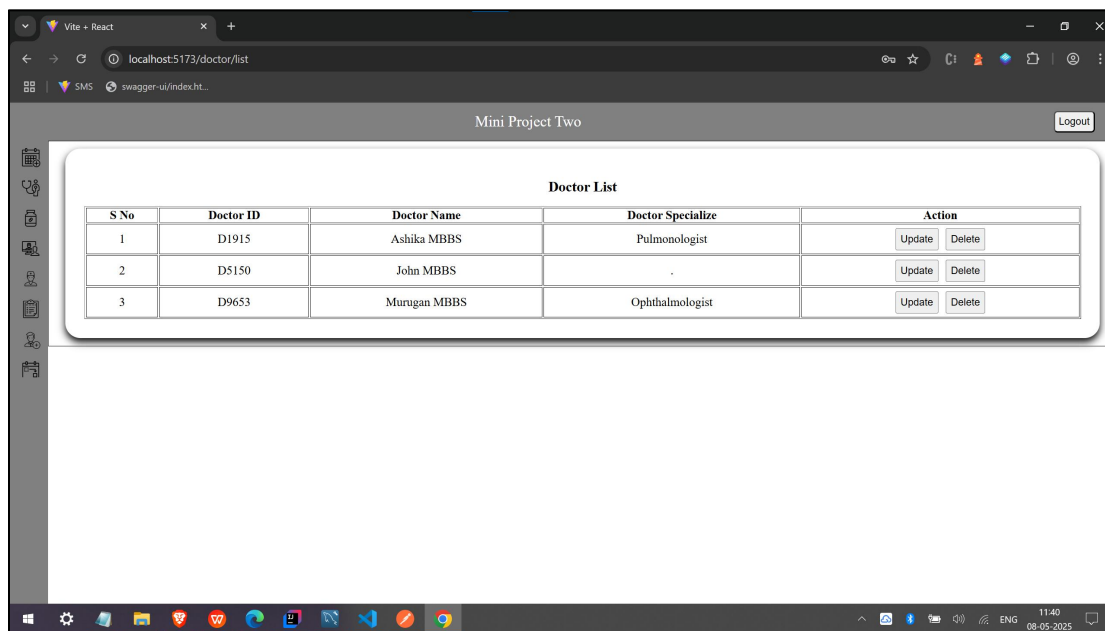 Vite + React
localhost:5173/doctor/list
SMS swagger-ui/index.ht...
Mini Project Two Logout
Doctor List
S No Doctor ID Doctor Name Doctor Specialize Action
1 D1915 Ashika MBBS Pulmonologist Update Delete
2 D5150 John MBBS . Update Delete
3 D9653 Murugan MBBS Ophthalmologist Update Delete
ENG 11:40
08-05-2025